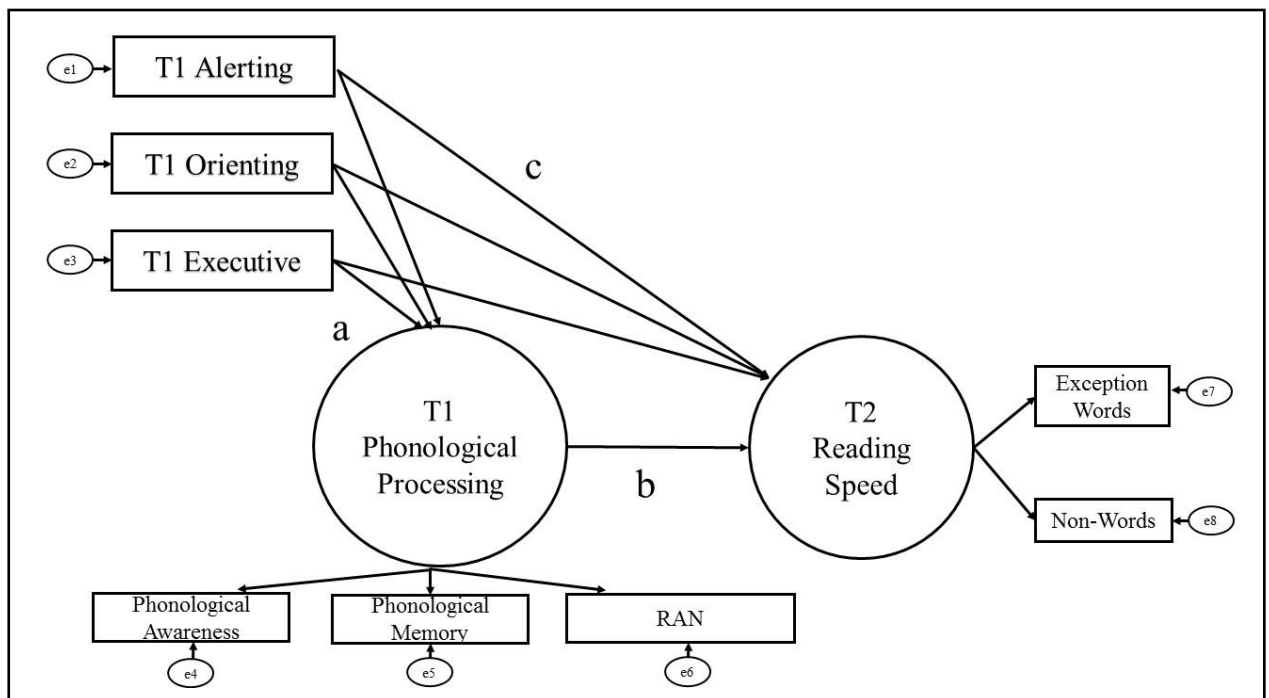 e1
T1 Alerting
e2
T1 Orienting
c
e3
T1 Executive
a
T1
Phonological
Processing
b
T2
Reading
Speed
Exception
Words
e7
Non-Words
e8
Phonological
Awareness
Phonological
Memory
RAN
e4
e5
e6